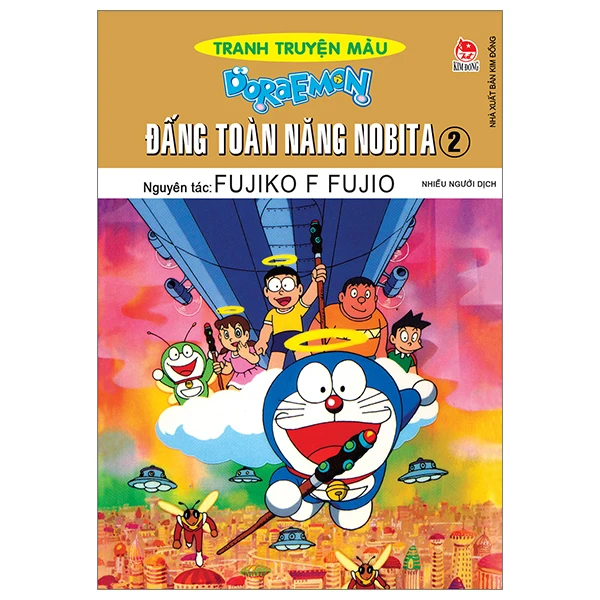 TRANH TRUYỆN MÀU
DORAEMON
ĐẤNG TOÀN NĂNG NOBITA 2
Nguyên tác: FUJIKO F FUJIO
NHIỀU NGƯỜI DỊCH
KIM ĐỒNG
NHÀ XUẤT BẢN KIM ĐỒNG